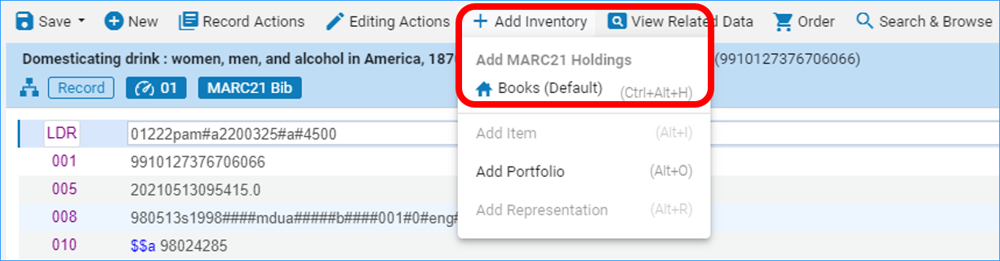 Save New Record Actions Editing Actions Add Inventory View Related Data Order Search & Browse
Domesticating drink : women, men, and alcohol in America, 187 (9910127376706066)
Add MARC21 Holdings
Books (Default) (Ctrl+Alt+H)
Record 01 MARC21 Bib
LDR 01222pam#a2200325#a#4500
Add Item (Alt+I)
001 9910127376706066
Add Portfolio (Alt+O)
005 20210513095415.0
008 980513s1998####mdua#####b####001#0#eng#
Add Representation (Alt+R)
010 $$a 98024285